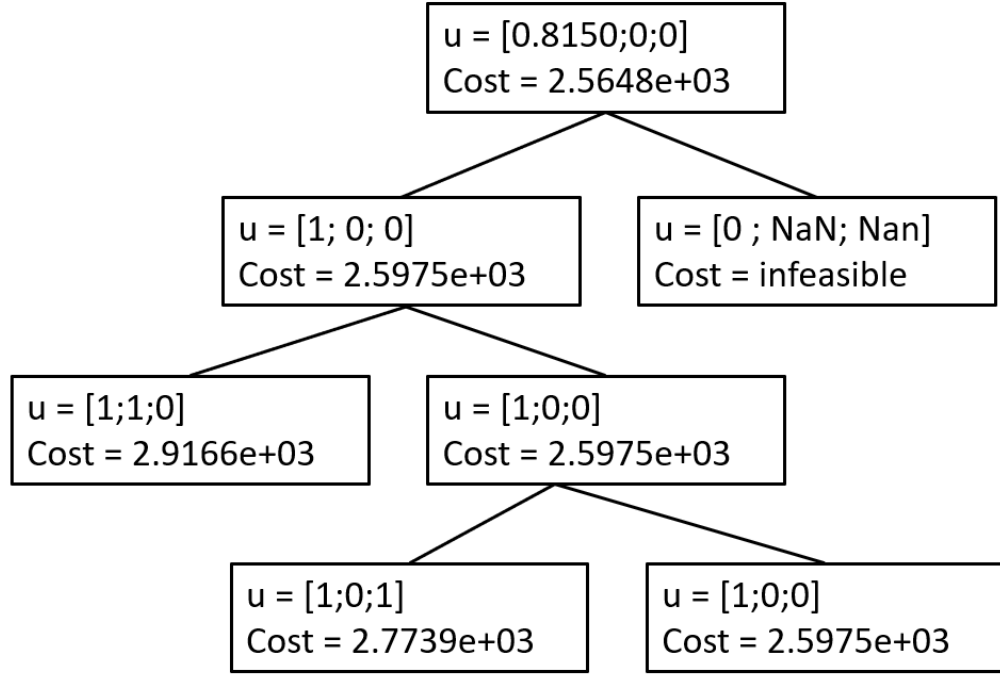 u = [0.8150;0;0]
Cost = 2.5648e+03
u = [1; 0; 0]
Cost = 2.5975e+03
u = [0 ; NaN; Nan]
Cost = infeasible
u = [1;1;0]
Cost = 2.9166e+03
u = [1;0;0]
Cost = 2.5975e+03
u = [1;0;1]
Cost = 2.7739e+03
u = [1;0;0]
Cost = 2.5975e+03